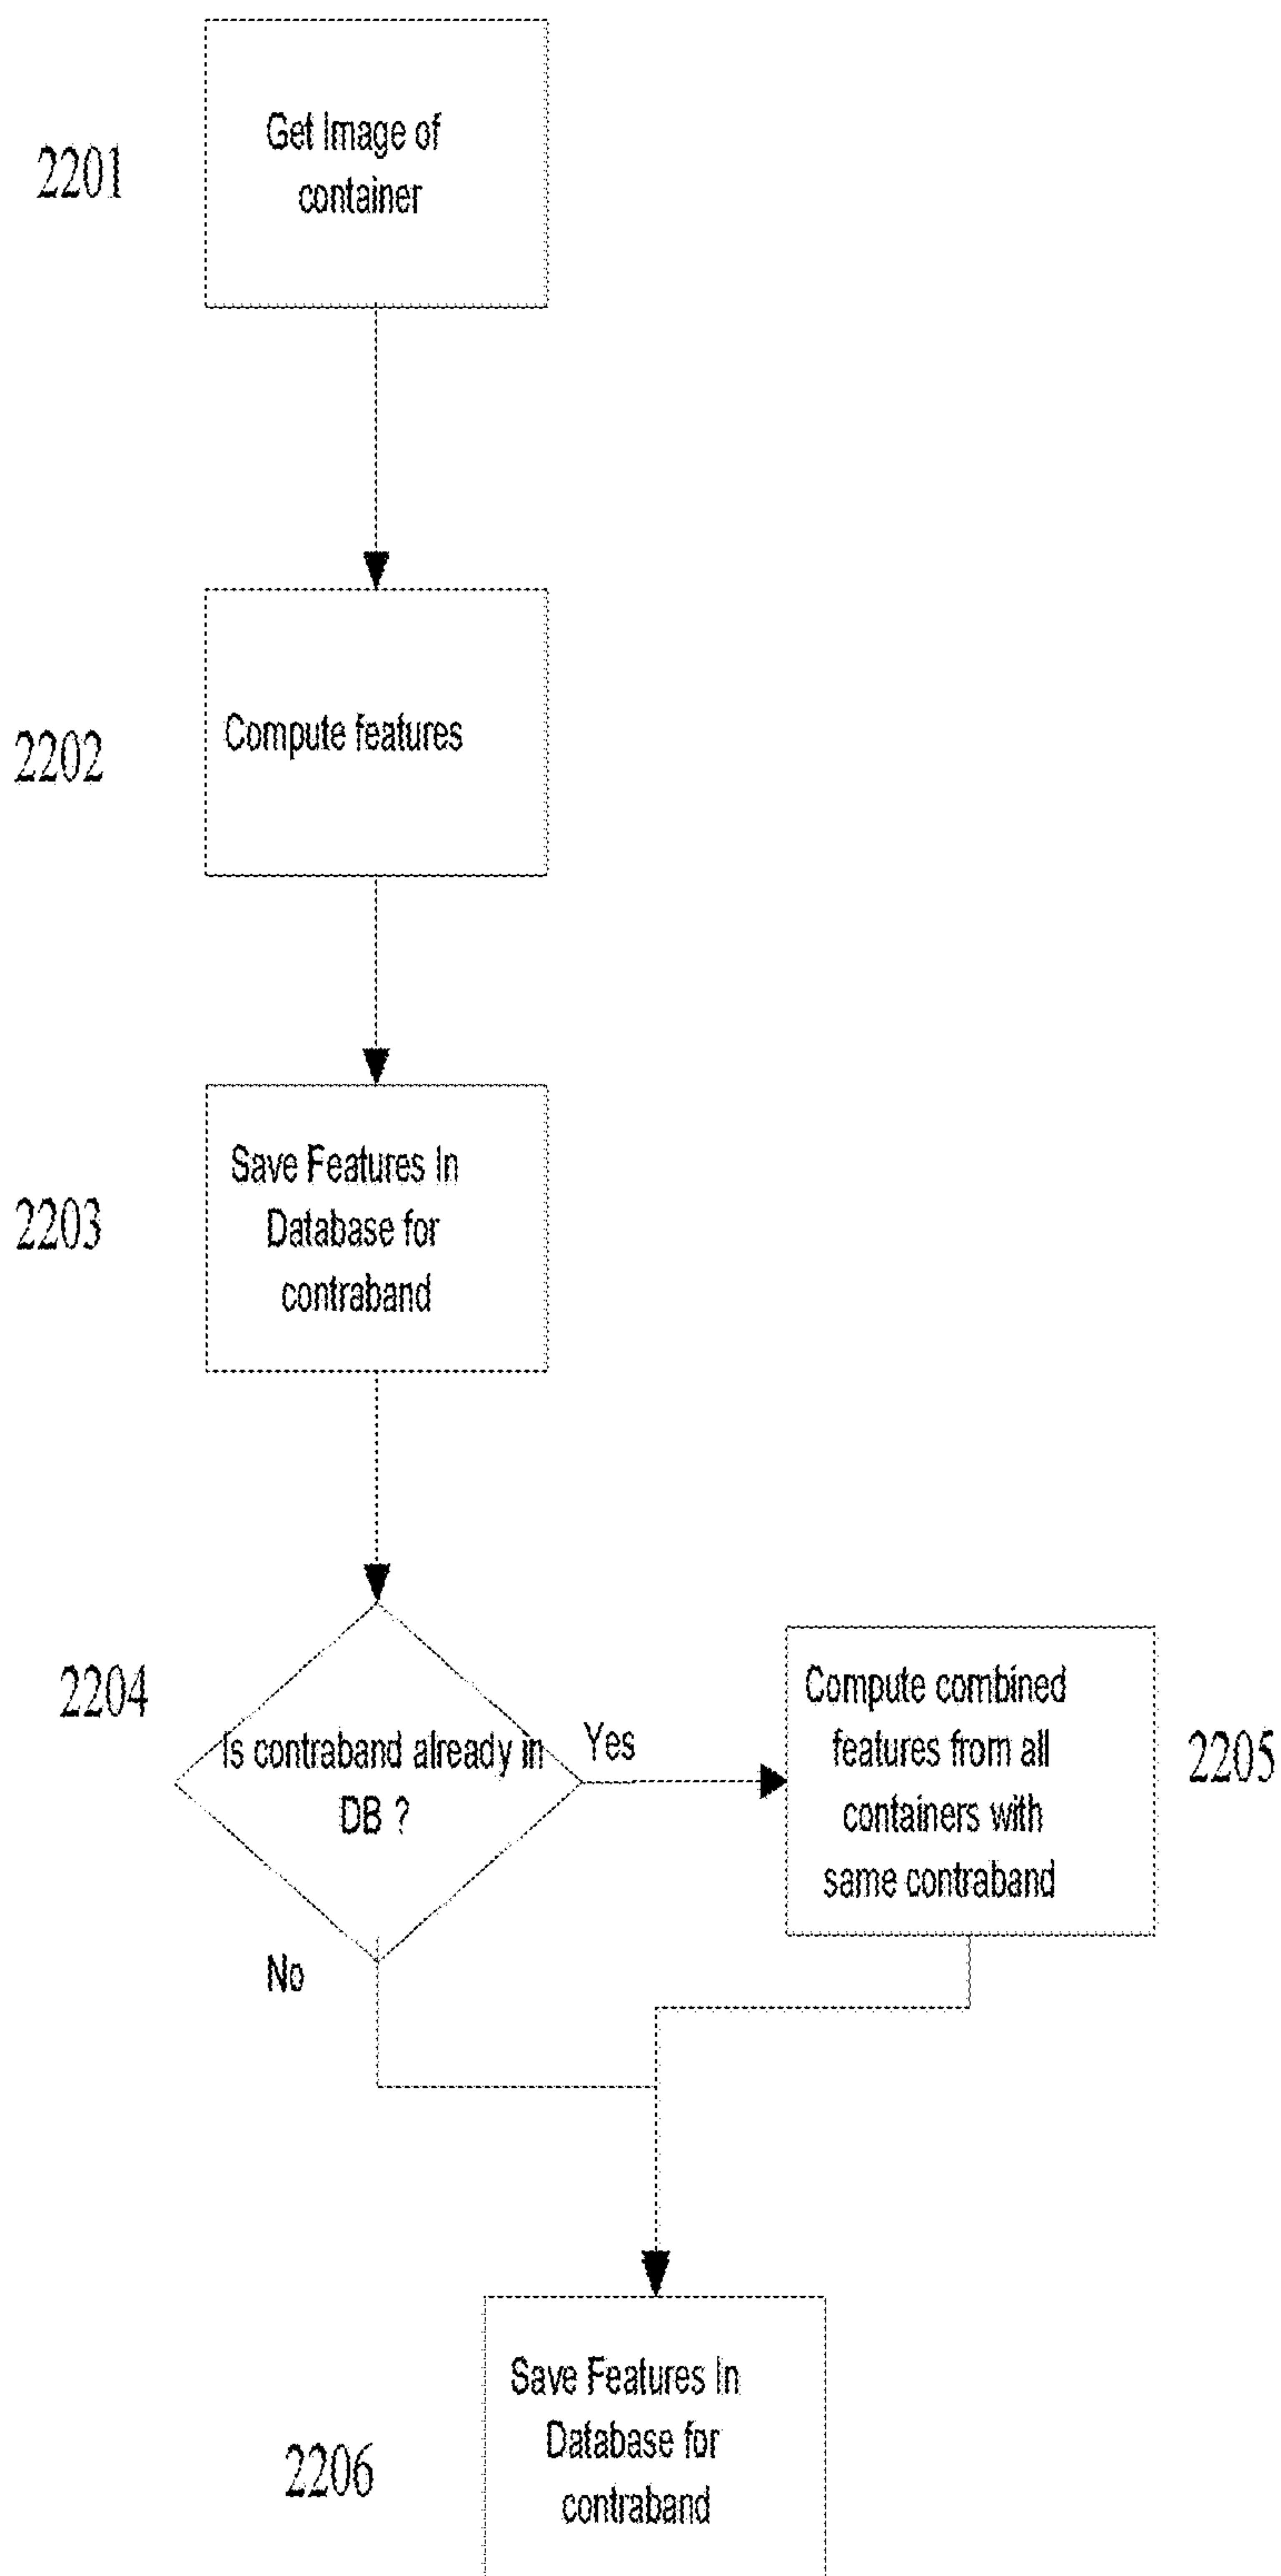 2201
Get Image of
container
2202
Compute features
2203
Save Features In
Database for
contraband
2204
Is contraband already in
DB ?
Yes
No
Compute combined
features from all
containers with
same contraband
2205
2206
Save Features In
Database for
contraband